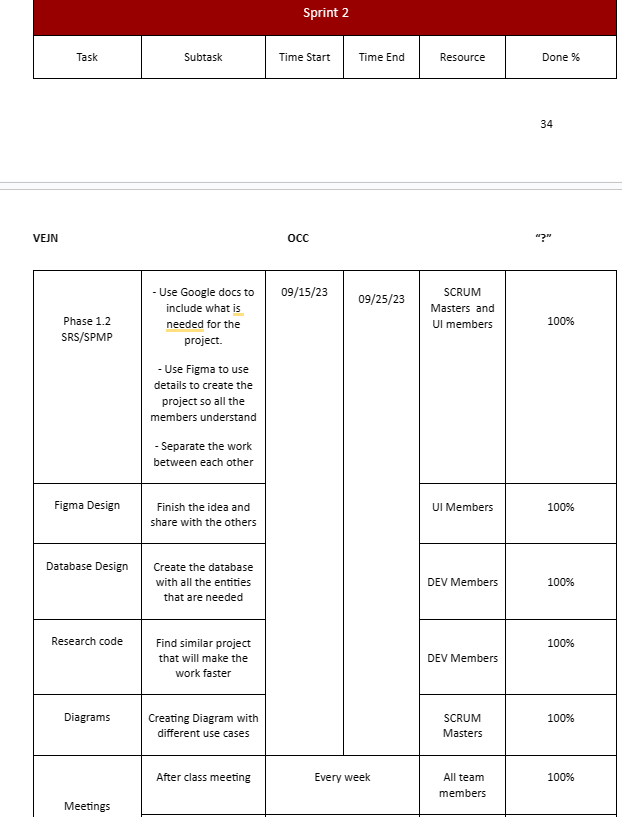 Sprint 2
Task Subtask Time Start Time End Resource Done %
34
VEJN OCC “?”
Phase 1.2
SRS/SPMP
- Use Google docs to
include what is
needed for the
project.
- Use Figma to use
details to create the
project so all the
members understand
- Separate the work
between each other
09/15/23
09/25/23
SCRUM
Masters and
UI members
100%
Figma Design
Finish the idea and
share with the others
UI Members
100%
Database Design
Create the database
with all the entities
that are needed
DEV Members
100%
Research code
Find similar project
that will make the
work faster
DEV Members
100%
Diagrams
Creating Diagram with
different use cases
SCRUM
Masters
100%
Meetings
After class meeting
Every week
All team
members
100%